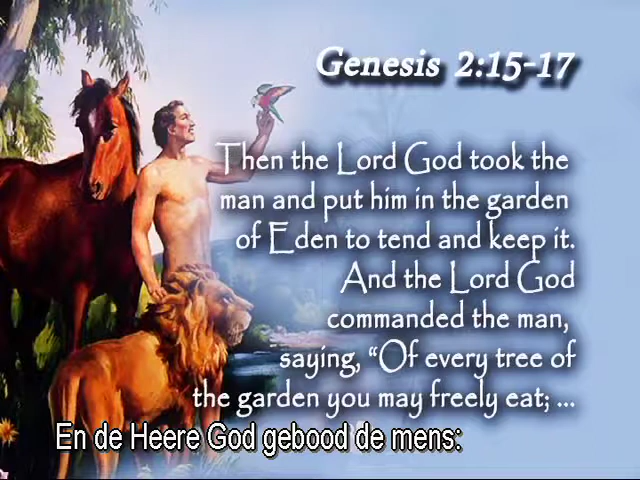 Genesis 2:15-17
Then the Lord God took the
man and put him in the garden
of Eden to tend and keep it.
And the Lord God
commanded the man,
saying, “Of every tree of
the garden you may freely eat; ...
En de Heere God gebood de mens: